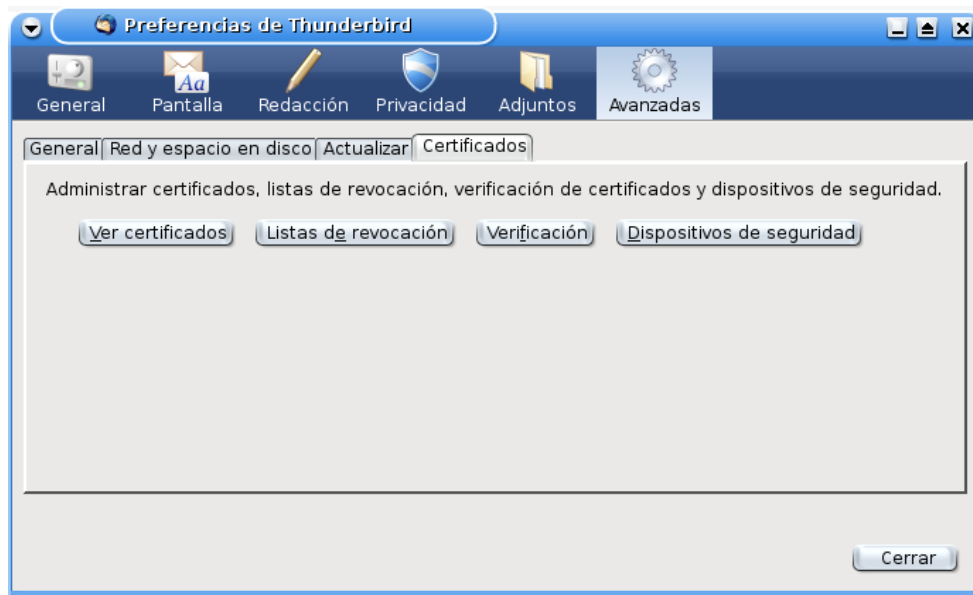 Preferencias de Thunderbird
General Pantalla Redacción Privacidad Adjuntos Avanzadas
General Red y espacio en disco Actualizar Certificados
Administrar certificados, listas de revocación, verificación de certificados y dispositivos de seguridad.
Ver certificados Listas de revocación Verificación Dispositivos de seguridad
Cerrar